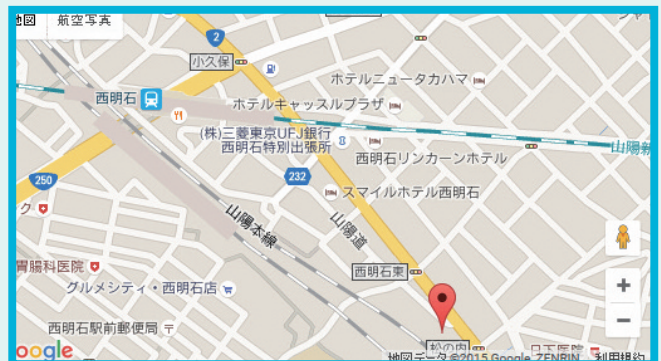 地図 航空写真
2
小久保
ホテルニュータカハマ
西明石
ホテルキャッスルプラザ
(株)三菱東京UFJ銀行
西明石特別出張所
西明石リンカーンホテル
山陽新
250
232
スマイルホテル西明石
ク
山陽本線
山陽道
胃腸科医院
西明石東
グルメシティ・西明石店
+
−
西明石駅前郵便局
松の内
oogle
地図データ ©2015 Google, ZENRIN 利用規約